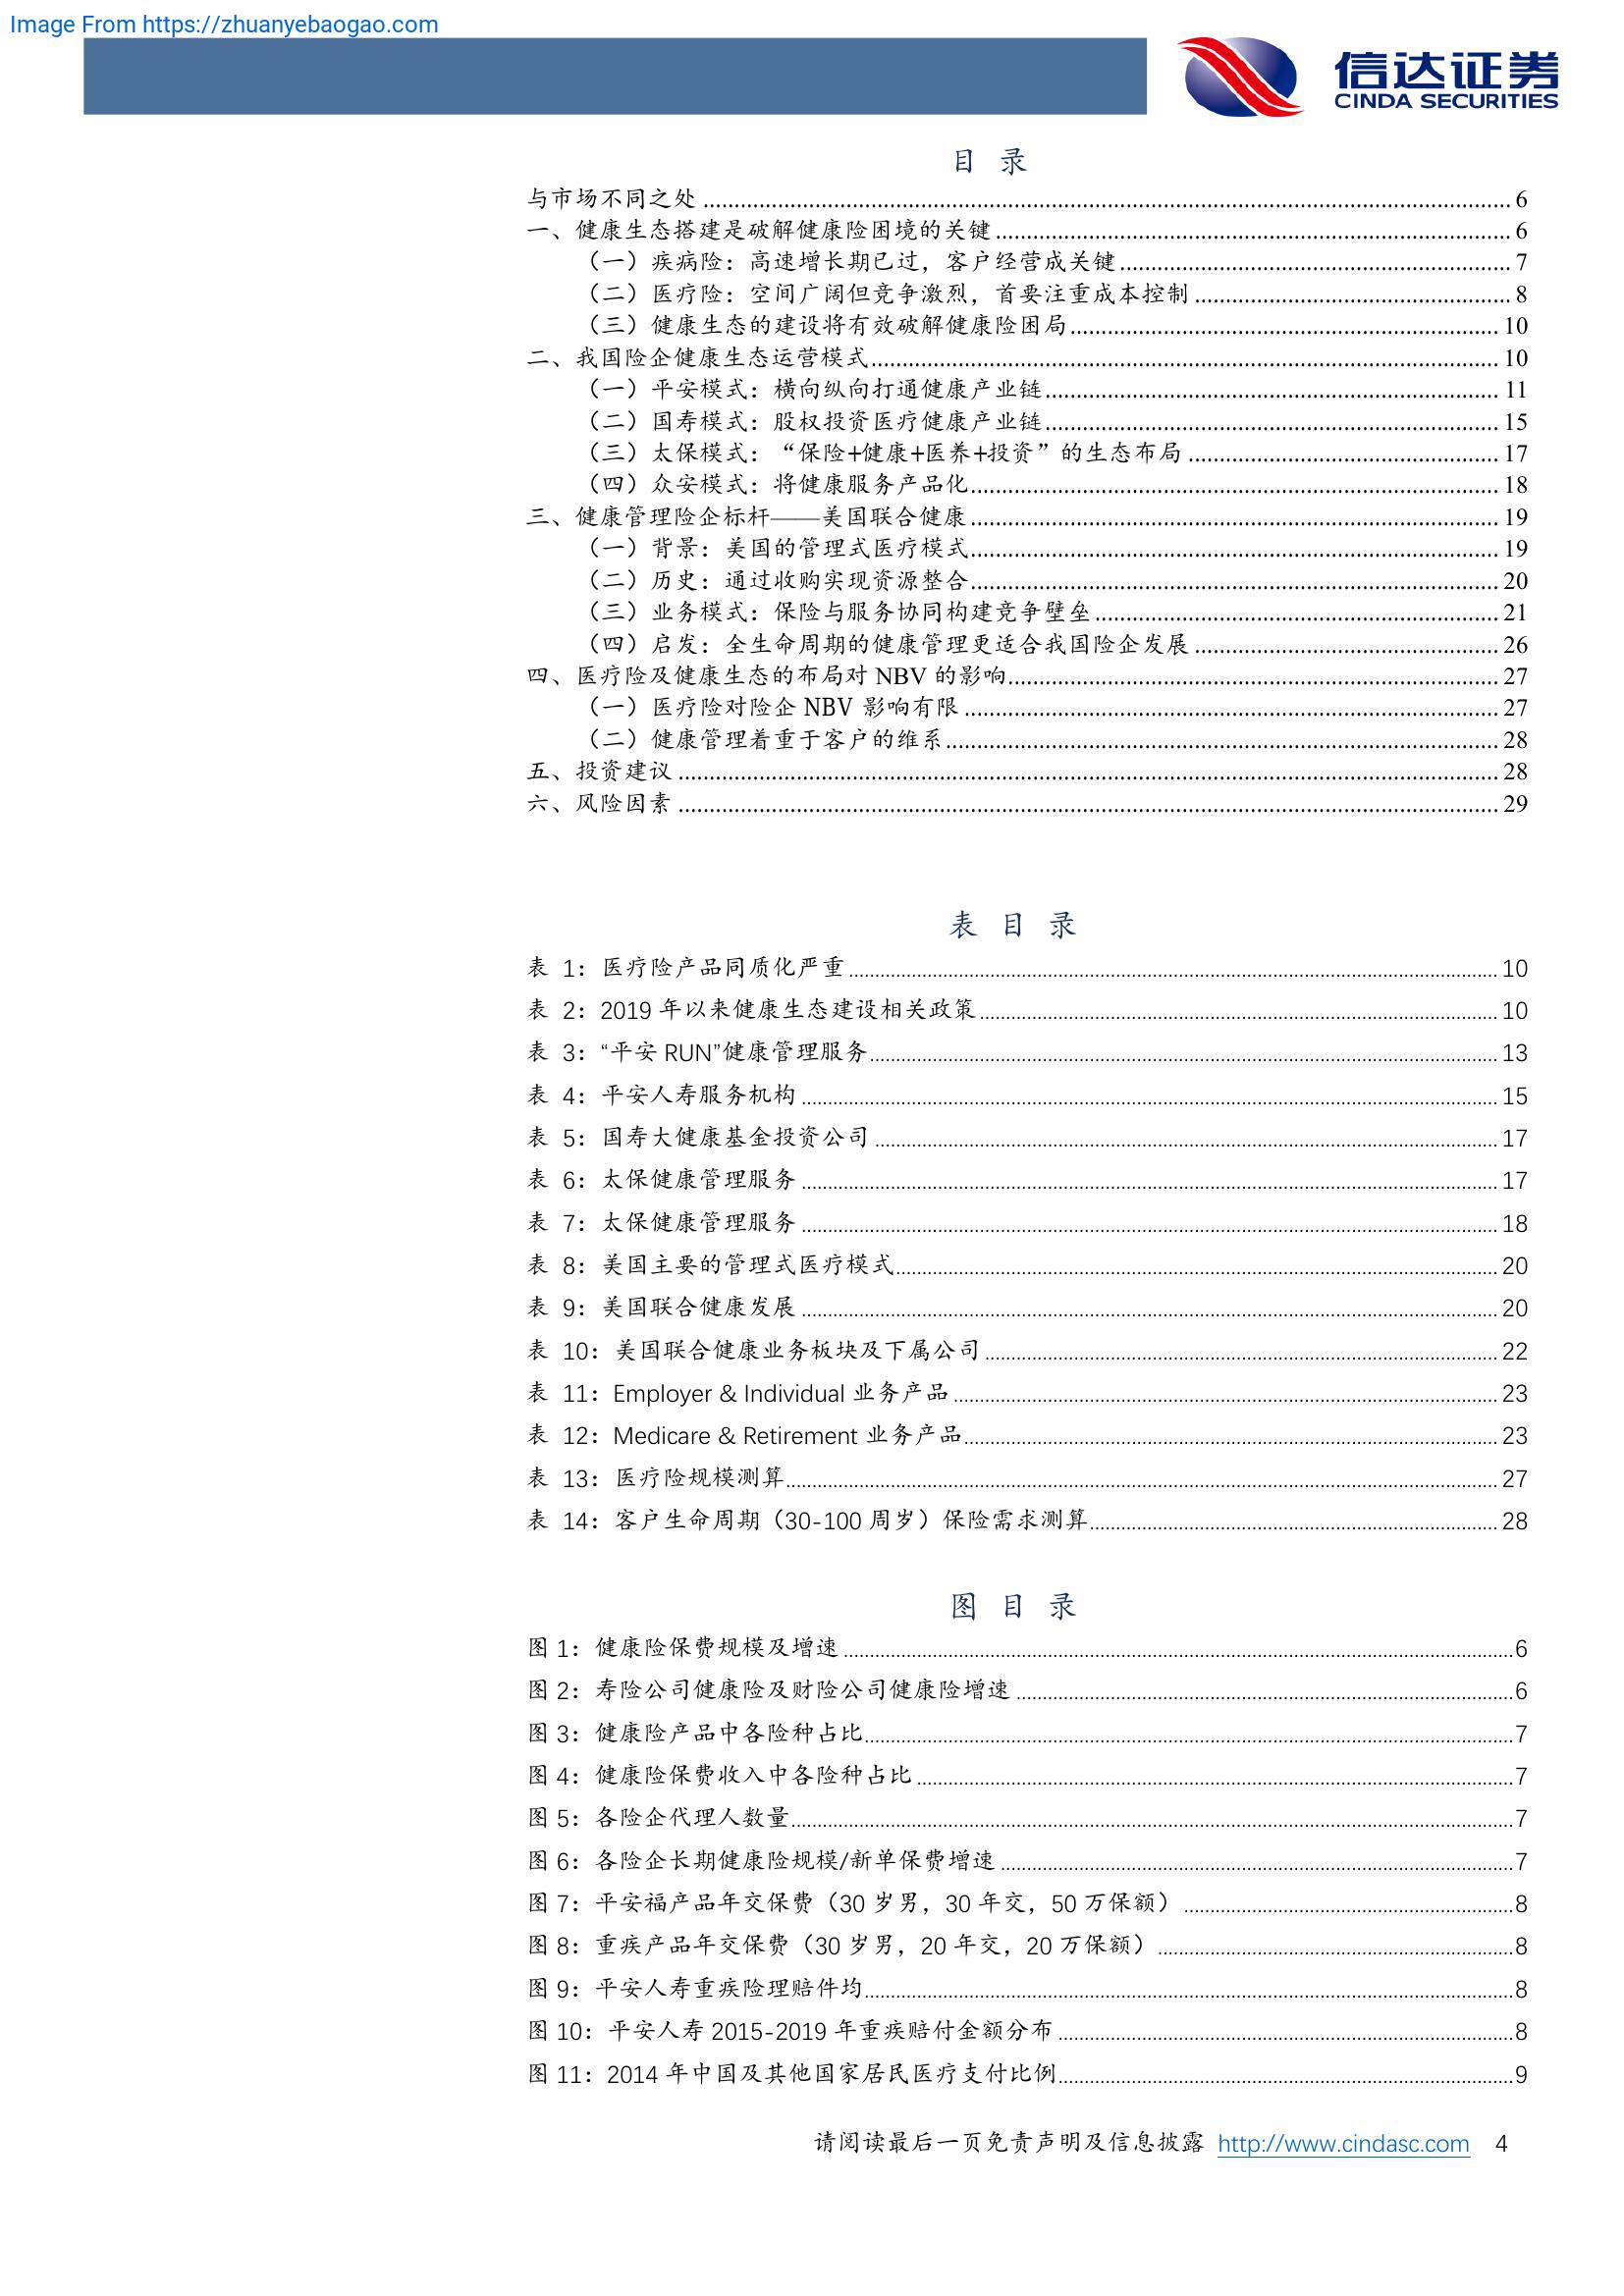 Image From https://zhuanyebaogao.com
信达证券
CINDA SECURITIES
目 录
与市场不同之处 6
一、健康生态搭建是破解健康险困境的关键 6
（一）疾病险：高速增长期已过，客户经营成关键 7
（二）医疗险：空间广阔但竞争激烈，首要注重成本控制 8
（三）健康生态的建设将有效破解健康险困局 10
二、我国险企健康生态运营模式 10
（一）平安模式：横向纵向打通健康产业链 11
（二）国寿模式：股权投资医疗健康产业链 15
（三）太保模式：“保险+健康+医养+投资”的生态布局 17
（四）众安模式：将健康服务产品化 18
三、健康管理险企标杆——美国联合健康 19
（一）背景：美国的管理式医疗模式 19
（二）历史：通过收购实现资源整合 20
（三）业务模式：保险与服务协同构建竞争壁垒 21
（四）启发：全生命周期的健康管理更适合我国险企发展 26
四、医疗险及健康生态的布局对 NBV 的影响 27
（一）医疗险对险企 NBV 影响有限 27
（二）健康管理着重于客户的维系 28
五、投资建议 28
六、风险因素 29
表 目 录
表 1：医疗险产品同质化严重 10
表 2：2019 年以来健康生态建设相关政策 10
表 3：“平安 RUN”健康管理服务 13
表 4：平安人寿服务机构 15
表 5：国寿大健康基金投资公司 17
表 6：太保健康管理服务 17
表 7：太保健康管理服务 18
表 8：美国主要的管理式医疗模式 20
表 9：美国联合健康发展 20
表 10：美国联合健康业务板块及下属公司 22
表 11：Employer & Individual 业务产品 23
表 12：Medicare & Retirement 业务产品 23
表 13：医疗险规模测算 27
表 14：客户生命周期（30-100 周岁）保险需求测算 28
图 目 录
图 1：健康险保费规模及增速 6
图 2：寿险公司健康险及财险公司健康险增速 6
图 3：健康险产品中各险种占比 7
图 4：健康险保费收入中各险种占比 7
图 5：各险企代理人数量 7
图 6：各险企长期健康险规模/新单保费增速 7
图 7：平安福产品年交保费（30 岁男，30 年交，50 万保额） 8
图 8：重疾产品年交保费（30 岁男，20 年交，20 万保额） 8
图 9：平安人寿重疾险理赔件均 8
图 10：平安人寿 2015-2019 年重疾赔付金额分布 8
图 11：2014 年中国及其他国家居民医疗支付比例 9
请阅读最后一页免责声明及信息披露 http://www.cindasc.com 4